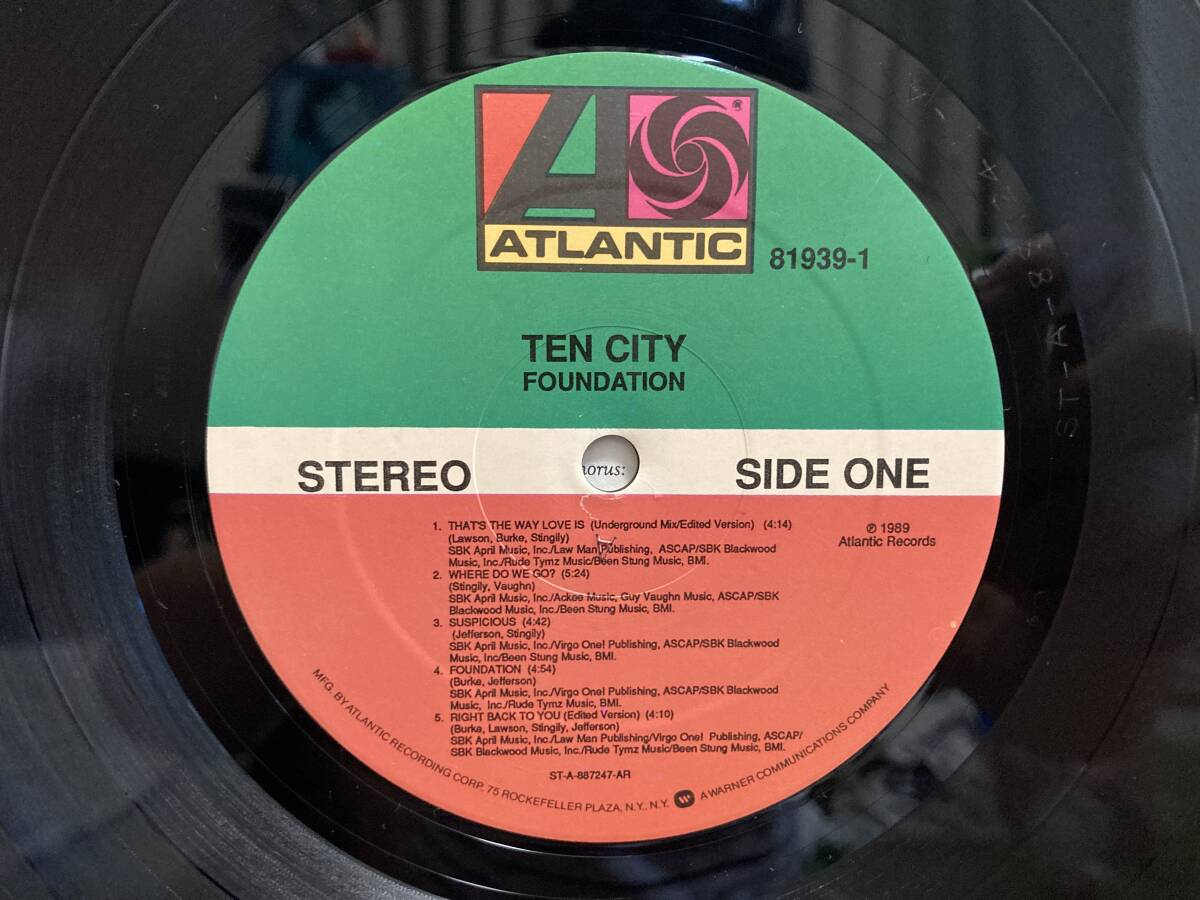 ATLANTIC
81939-1
TEN CITY
FOUNDATION
STEREO
orus:
SIDE ONE
1. THAT'S THE WAY LOVE IS (Underground Mix/Edited Version) (4:14)
(Lawson, Burke, Stingily)
SBK April Music, Inc./Law Man Publishing, ASCAP/SBK Blackwood
Music, Inc./Rude Tymz Music/Been Stung Music, BMI.
2. WHERE DO WE GO? (5:24)
(Stingily, Vaughn)
SBK April Music, Inc./Ackee Music, Guy Vaughn Music, ASCAP/SBK
Blackwood Music, Inc./Been Stung Music, BMI.
3. SUSPICIOUS (4:42)
(Jefferson, Stingily)
SBK April Music, Inc./Virgo One! Publishing, ASCAP/SBK Blackwood
Music, Inc/Been Stung Music, BMI.
4. FOUNDATION (4:54)
(Burke, Jefferson)
SBK April Music, Inc./Virgo One! Publishing, ASCAP/SBK Blackwood
Music, Inc./Rude Tymz Music, BMI.
5. RIGHT BACK TO YOU (Edited Version) (4:10)
(Burke, Lawson, Stingily, Jefferson)
SBK April Music, Inc./Law Man Publishing/Virgo One! Publishing, ASCAP/
SBK Blackwood Music, Inc./Rude Tymz Music/Been Stung Music, BMI.
℗ 1989
Atlantic Records
ST-A-887247-AR
MFG. BY ATLANTIC RECORDING CORP., 75 ROCKEFELLER PLAZA, N.Y., N.Y. A WARNER COMMUNICATIONS COMPANY
ST-A-8